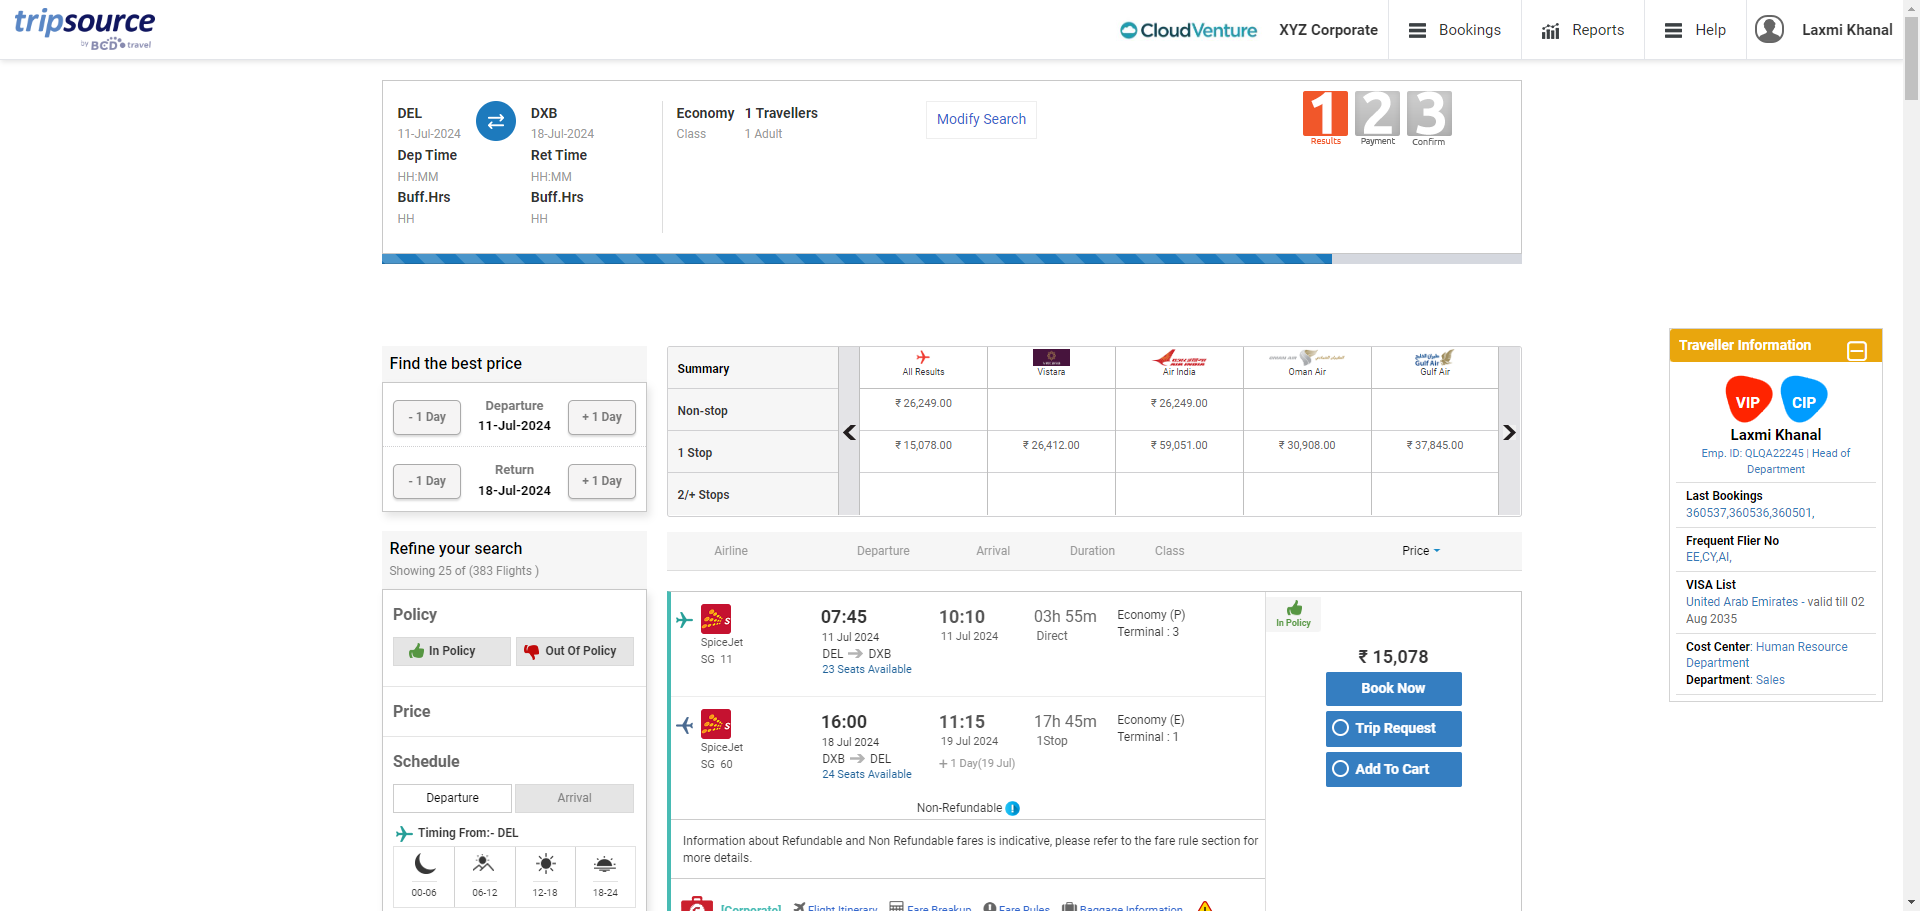 tripsource
by BCD travel
CloudVenture
XYZ Corporate
Bookings
Reports
Help
Laxmi Khanal
DEL
11-Jul-2024
Dep Time
HH:MM
Buff.Hrs
HH
DXB
18-Jul-2024
Ret Time
HH:MM
Buff.Hrs
HH
Economy
Class
1 Travellers
1 Adult
Modify Search
1 2 3
Results Payment Confirm
Find the best price
- 1 Day
Departure
11-Jul-2024
+ 1 Day
- 1 Day
Return
18-Jul-2024
+ 1 Day
Refine your search
Showing 25 of (383 Flights )
Policy
In Policy
Out Of Policy
Price
Schedule
Departure
Arrival
Timing From:- DEL
00-06
06-12
12-18
18-24
Summary
All Results
Vistara
Air India
Oman Air
Gulf Air
Non-stop
₹ 26,249.00
₹ 26,249.00
1 Stop
₹ 15,078.00
₹ 26,412.00
₹ 59,051.00
₹ 30,908.00
₹ 37,845.00
2/+ Stops
Airline
Departure
Arrival
Duration
Class
Price
SpiceJet
SG 11
07:45
11 Jul 2024
DEL
DXB
23 Seats Available
10:10
11 Jul 2024
03h 55m
Direct
Economy (P)
Terminal : 3
SpiceJet
SG 60
16:00
18 Jul 2024
DXB
DEL
24 Seats Available
11:15
19 Jul 2024
+ 1 Day(19 Jul)
17h 45m
1Stop
Economy (E)
Terminal : 1
Non-Refundable
Information about Refundable and Non Refundable fares is indicative, please refer to the fare rule section for
more details.
[Corporate]
Flight Itinerary
Fare Breakup
Fare Rules
Baggage Information
In Policy
₹ 15,078
Book Now
Trip Request
Add To Cart
Traveller Information
VIP
CIP
Laxmi Khanal
Emp. ID: QLQA22245 | Head of
Department
Last Bookings
360537,360536,360501,
Frequent Flier No
EE,CY,AI,
VISA List
United Arab Emirates - valid till 02
Aug 2035
Cost Center: Human Resource
Department
Department: Sales